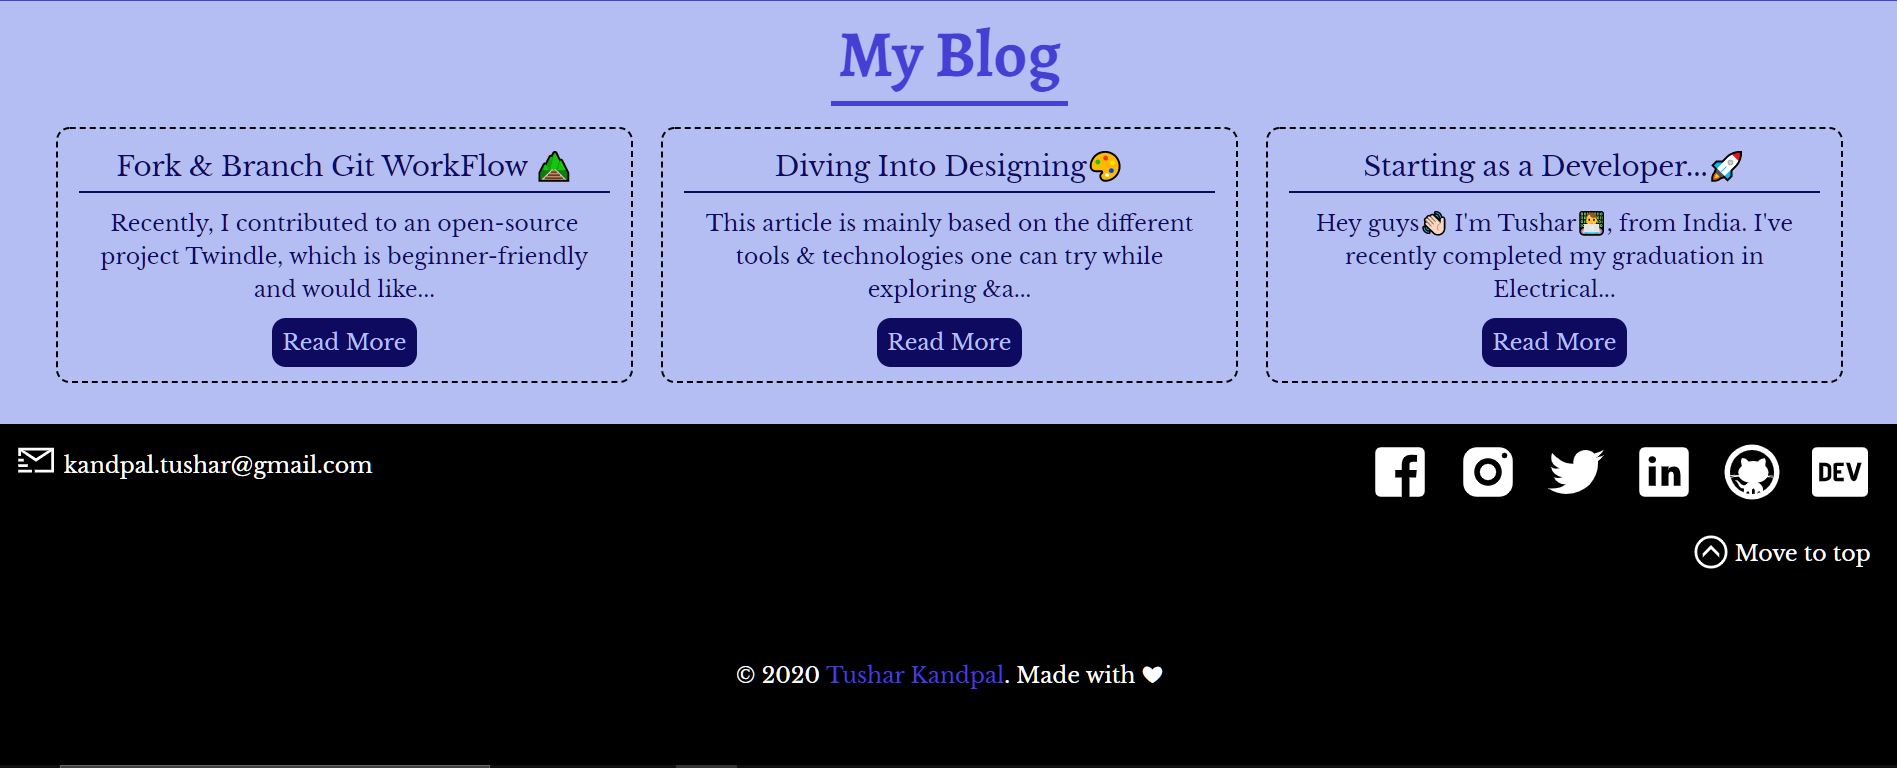 My Blog
Fork & Branch Git WorkFlow 🛣️
Recently, I contributed to an open-source
project Twindle, which is beginner-friendly
and would like...
Read More
Diving Into Designing🎨
This article is mainly based on the different
tools & technologies one can try while
exploring &a...
Read More
Starting as a Developer...🚀
Hey guys👋🏻 I'm Tushar👨🏻‍💻, from India. I've
recently completed my graduation in
Electrical...
Read More
kandpal.tushar@gmail.com
DEV
Move to top
© 2020 Tushar Kandpal. Made with 🤍